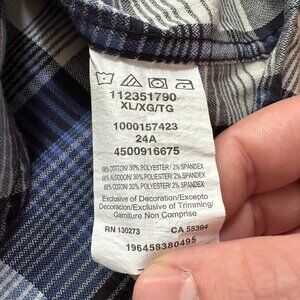 112351790
XL/XG/TG
1000157423
24A
4500916675
68% COTTON/ 30% POLYESTER/ 2% SPANDEX
68% ALGODON/ 30% POLIESTER/ 2% SPANDEX
68% COTON/ 30% POLYESTER/ 2% SPANDEX
Exclusive of Decoration/Excepto
Decoracion/Exclusive of Trimming/
Garniture Non Comprise
RN 130273 CA 55394
196458380495